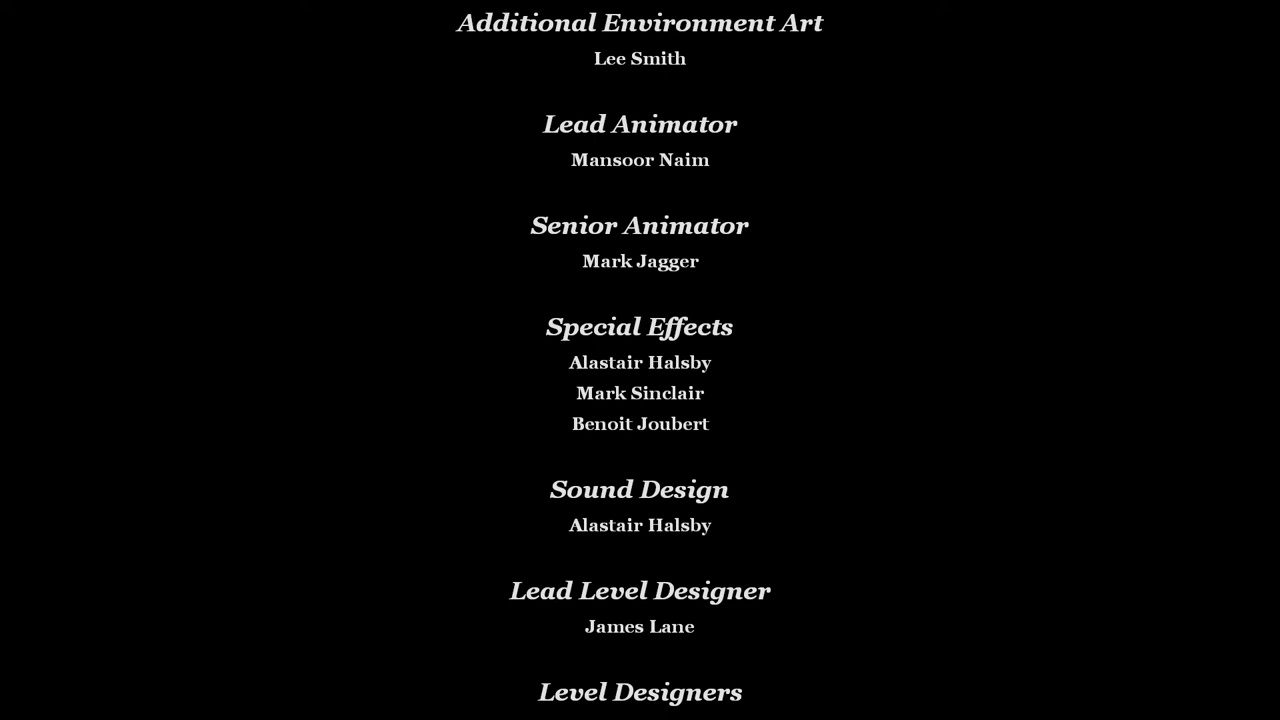 Additional Environment Art
Lee Smith
Lead Animator
Mansoor Naim
Senior Animator
Mark Jagger
Special Effects
Alastair Halsby
Mark Sinclair
Benoit Joubert
Sound Design
Alastair Halsby
Lead Level Designer
James Lane
Level Designers